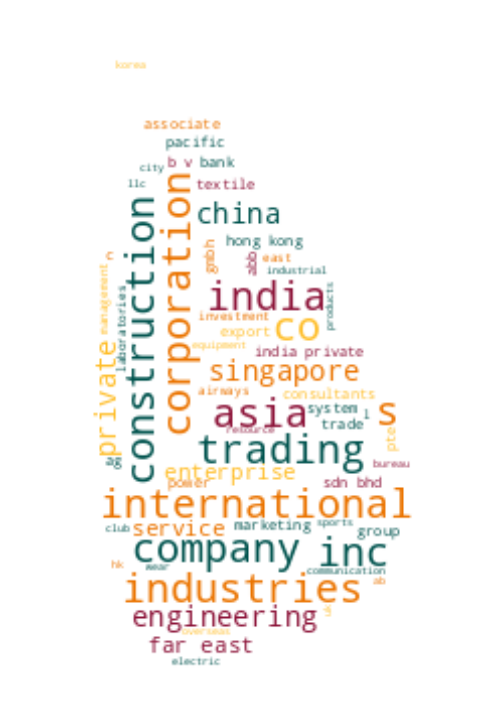 korea
associate
pacific
city
b v
bank
llc
textile
construction
corporation
china
hong kong
gmbh
abb
east
industrial
c
management
laboratories
india
products
investment
co
export
equipment
india private
private
singapore
airways
consultants
asia
system
l
s
resource
trade
pte
trading
ag
bureau
enterprise
power
sdn bhd
international
club
service
marketing
sports
group
company
inc
hk
wear
communication
industries
ab
engineering
uk
overseas
far east
electric